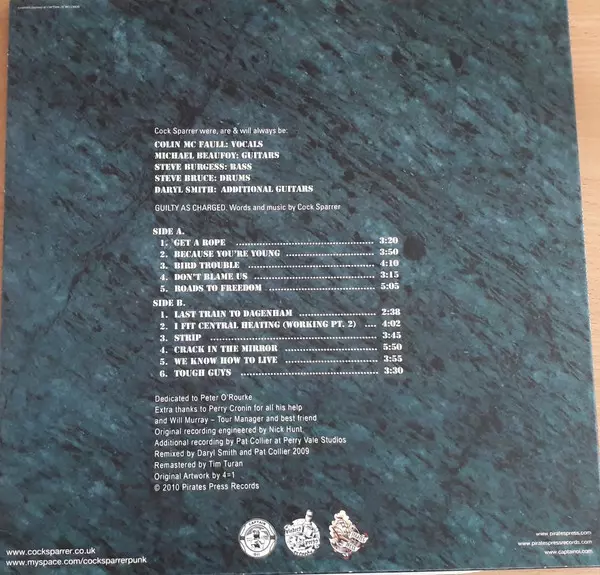 Cock Sparrer were, are & will always be:
COLIN MC FAULL: VOCALS
MICHAEL BEAUFOY: GUITARS
STEVE BURGESS: BASS
STEVE BRUCE: DRUMS
DARYL SMITH: ADDITIONAL GUITARS
GUILTY AS CHARGED. Words and music by Cock Sparrer
SIDE A.
1. GET A ROPE ........................................ 3:20
2. BECAUSE YOU'RE YOUNG ........................ 3:50
3. BIRD TROUBLE .................................... 4:10
4. DON'T BLAME US .................................. 3:15
5. ROADS TO FREEDOM .............................. 5:05
SIDE B.
1. LAST TRAIN TO DAGENHAM ..................... 2:38
2. I FIT CENTRAL HEATING (WORKING PT. 2) .... 4:02
3. STRIP .............................................. 3:45
4. CRACK IN THE MIRROR ........................... 5:50
5. WE KNOW HOW TO LIVE .......................... 3:55
6. TOUGH GUYS ...................................... 3:30
Dedicated to Peter O'Rourke
Extra thanks to Perry Cronin for all his help
and Will Murray – Tour Manager and best friend
Original recording engineered by Nick Hunt
Additional recording by Pat Collier at Perry Vale Studios
Remixed by Daryl Smith and Pat Collier 2009
Remastered by Tim Turan
Original Artwork by 4=1
© 2010 Pirates Press Records
www.cocksparrer.co.uk
www.myspace.com/cocksparrerpunk
www.piratespress.com
www.piratespressrecords.com
www.captainoi.com